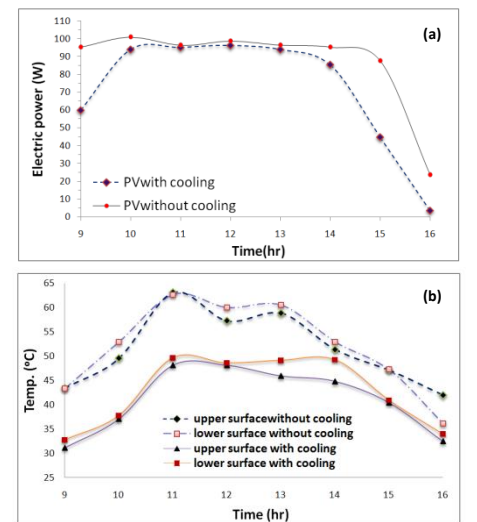 (a)
Electric power (W)
110
100
90
80
70
60
50
40
30
20
10
0
PVwith cooling
PVwithout cooling
9 10 11 12 13 14 15 16
Time(hr)
(b)
Temp. (°C)
65
60
55
50
45
40
35
30
25
upper surfacewithout cooling
lower surface without cooling
upper surface with cooling
lower surface with cooling
9 10 11 12 13 14 15 16
Time (hr)